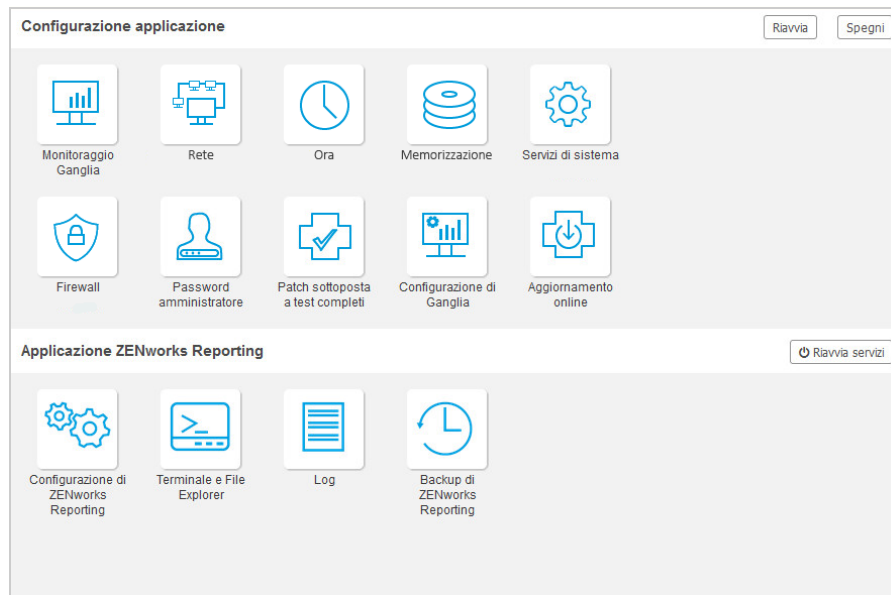 Configurazione applicazione
Riavvia
Spegni
Monitoraggio
Ganglia
Rete
Ora
Memorizzazione
Servizi di sistema
Firewall
Password
amministratore
Patch sottoposta
a test completi
Configurazione di
Ganglia
Aggiornamento
online
Applicazione ZENworks Reporting
Riavvia servizi
Configurazione di
ZENworks
Reporting
Terminale e File
Explorer
Log
Backup di
ZENworks
Reporting